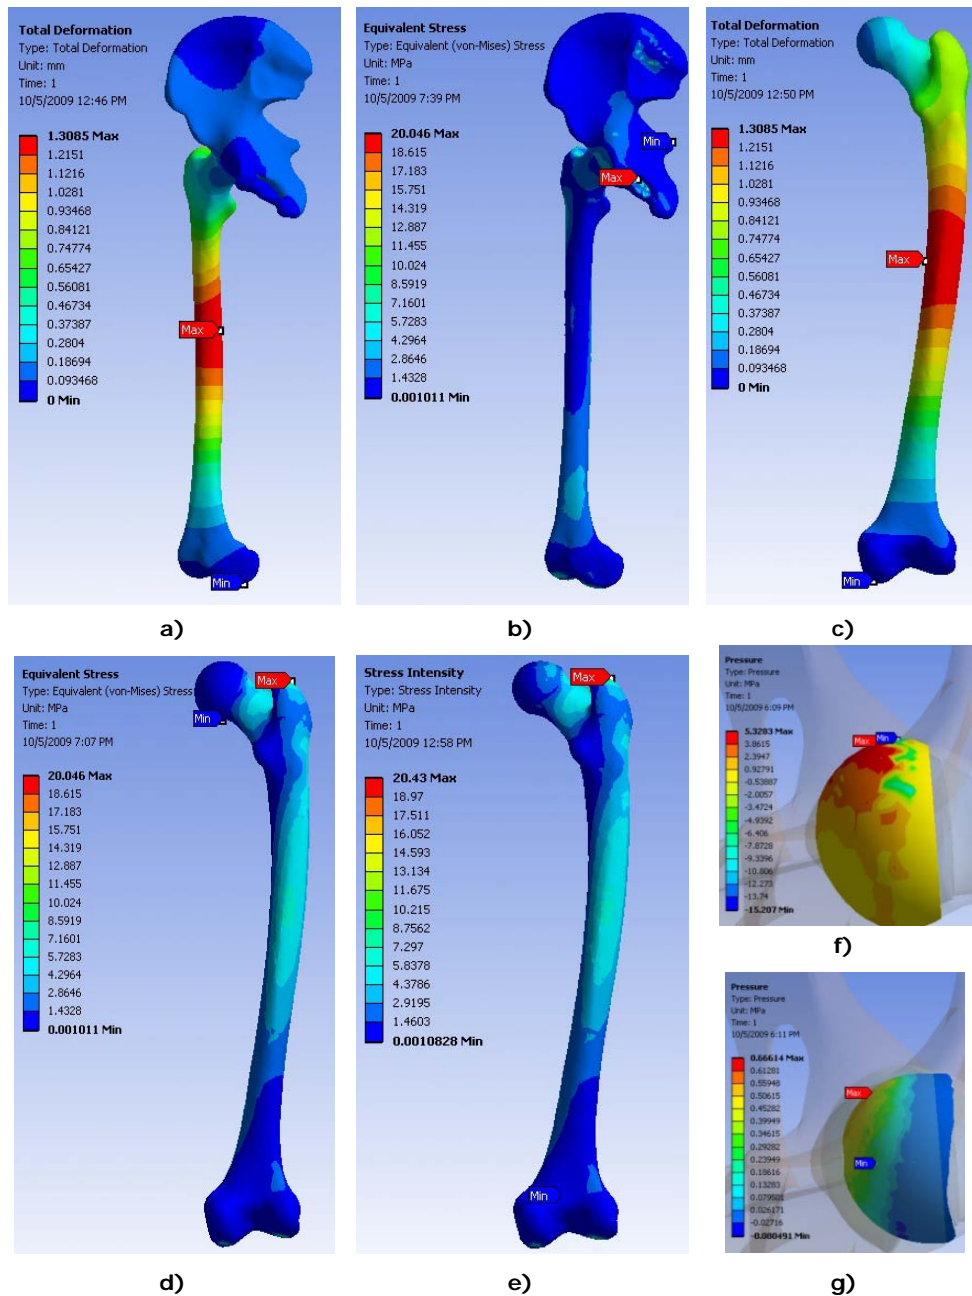 Total Deformation
Type: Total Deformation
Unit: mm
Time: 1
10/5/2009 12:46 PM
1.3085 Max
1.2151
1.1216
1.0281
0.93468
0.84121
0.74774
0.65427
0.56081
0.46734
0.37387
0.2804
0.18694
0.093468
0 Min
Max
Min
a)
Equivalent Stress
Type: Equivalent (von-Mises) Stress
Unit: MPa
Time: 1
10/5/2009 7:39 PM
20.046 Max
18.615
17.183
15.751
14.319
12.887
11.455
10.024
8.5919
7.1601
5.7283
4.2964
2.8646
1.4328
0.001011 Min
Min
Max
b)
Total Deformation
Type: Total Deformation
Unit: mm
Time: 1
10/5/2009 12:50 PM
1.3085 Max
1.2151
1.1216
1.0281
0.93468
0.84121
0.74774
0.65427
0.56081
0.46734
0.37387
0.2804
0.18694
0.093468
0 Min
Max
Min
c)
Equivalent Stress
Type: Equivalent (von-Mises) Stress
Unit: MPa
Time: 1
10/5/2009 7:07 PM
20.046 Max
18.615
17.183
15.751
14.319
12.887
11.455
10.024
8.5919
7.1601
5.7283
4.2964
2.8646
1.4328
0.001011 Min
Max
Min
d)
Stress Intensity
Type: Stress Intensity
Unit: MPa
Time: 1
10/5/2009 12:58 PM
20.43 Max
18.97
17.511
16.052
14.593
13.134
11.675
10.215
8.7562
7.297
5.8378
4.3786
2.9195
1.4603
0.0010828 Min
Max
Min
e)
Pressure
Type: Pressure
Unit: MPa
Time: 1
10/5/2009 6:09 PM
5.3283 Max
3.8615
2.3947
0.92791
-0.53887
-2.0057
-3.4724
-4.9392
-6.406
-7.8728
-9.3396
-10.806
-12.273
-13.74
-15.207 Min
Max
Min
f)
Pressure
Type: Pressure
Unit: MPa
Time: 1
10/5/2009 6:11 PM
0.66614 Max
0.61281
0.55948
0.50615
0.45282
0.39949
0.34615
0.29282
0.23949
0.18616
0.13283
0.079501
0.026171
-0.02716
-0.080491 Min
Max
Min
g)